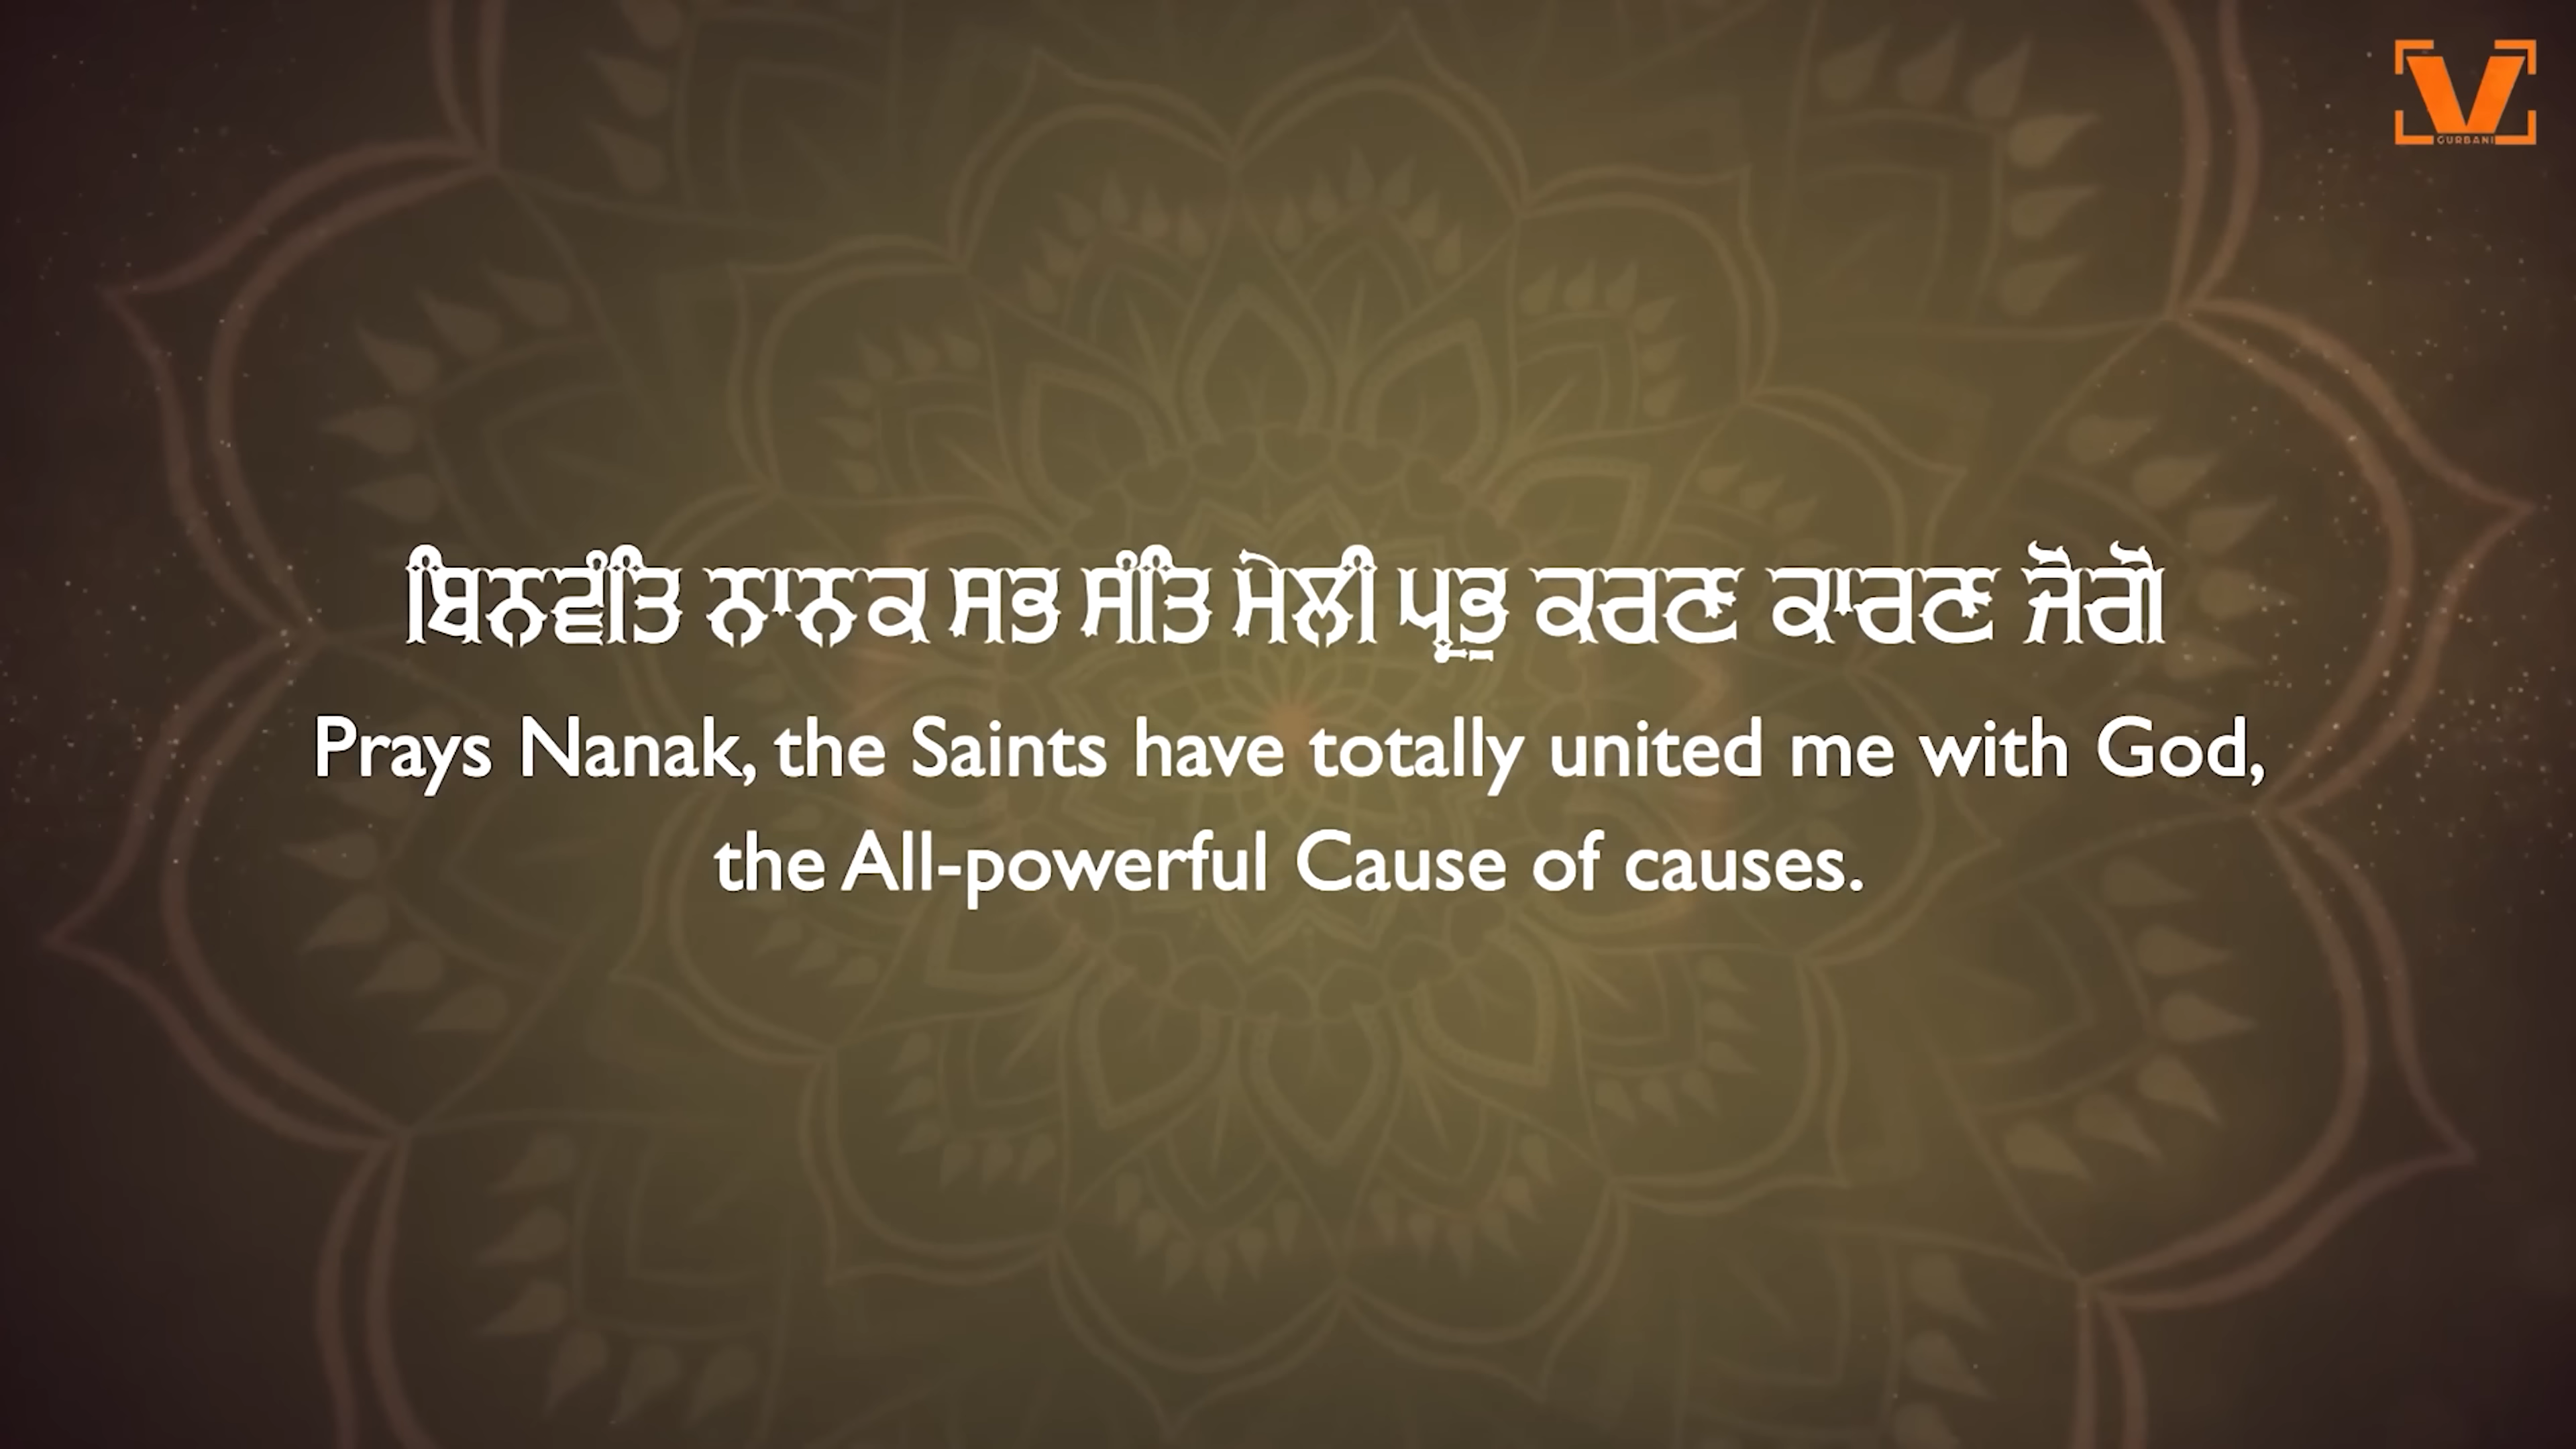 V
GURBANI
ਬਿਨਵੰਤਿ ਨਾਨਕ ਸਭ ਸੰਤਿ ਮੇਲੀ ਪ੍ਰਭੁ ਕਰਣ ਕਾਰਣ ਜੋਗੋ
Prays Nanak, the Saints have totally united me with God,
the All-powerful Cause of causes.